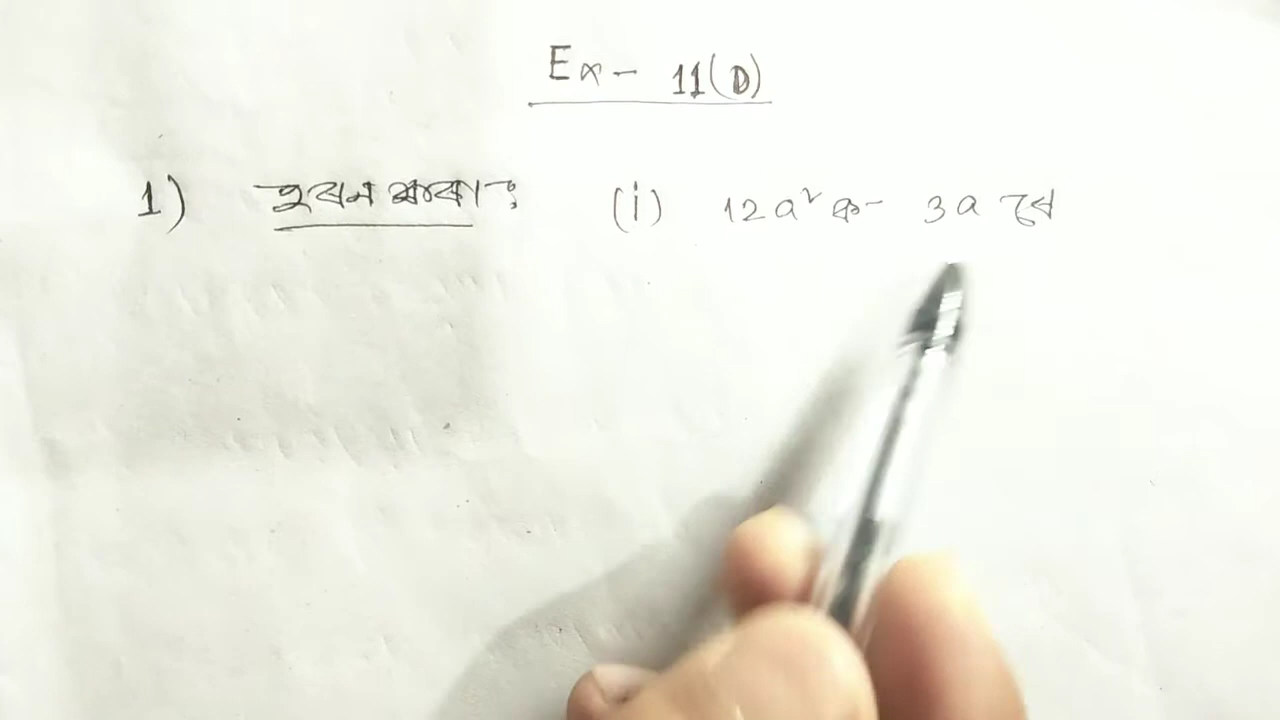 Ex - 11(D)
1) হৰণ কৰা : (i) 12a² ক 3a ৰে